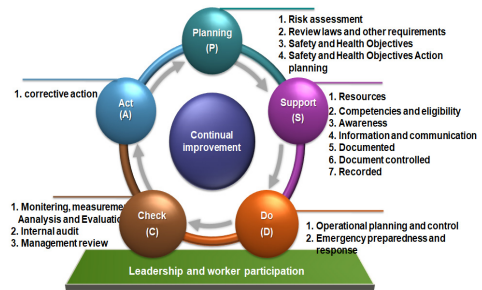 Planning
(P)
1. Risk assessment
2. Review laws and other requirements
3. Safety and Health Objectives
4. Safety and Health Objectives Action
planning
1. corrective action
Act
(A)
Support
(S)
1. Resources
2. Competencies and eligibility
3. Awareness
4. Information and communication
5. Documented
6. Document controlled
7. Recorded
Continual
improvement
1. Monitoring, measureme
Aanalysis and Evaluatio
2. Internal audit
3. Management review
Check
(C)
Do
(D)
1. Operational planning and control
2. Emergency preparedness and
response
Leadership and worker participation